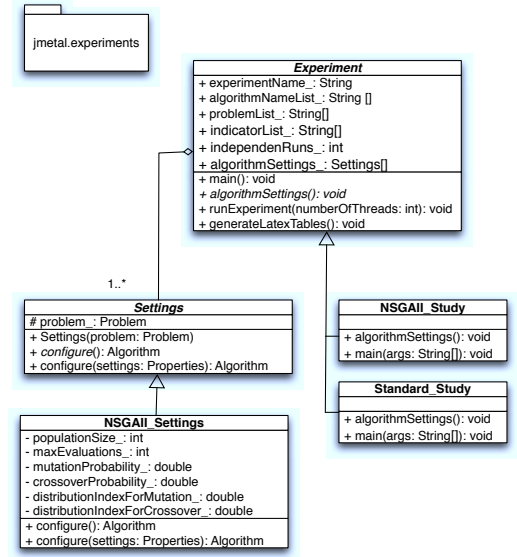 jmetal.experiments
Experiment
+ experimentName_: String
+ algorithmNameList_: String []
+ problemList_: String[]
+ indicatorList_: String[]
+ independenRuns_: int
+ algorithmSettings_: Settings[]
+ main(): void
+ algorithmSettings(): void
+ runExperiment(numberOfThreads: int): void
+ generateLatexTables(): void
1..*
Settings
# problem_: Problem
+ Settings(problem: Problem)
+ configure(): Algorithm
+ configure(settings: Properties): Algorithm
NSGAII_Study
+ algorithmSettings(): void
+ main(args: String[]): void
Standard_Study
+ algorithmSettings(): void
+ main(args: String[]): void
NSGAII_Settings
- populationSize_: int
- maxEvaluations_: int
- mutationProbability_: double
- crossoverProbability_: double
- distributionIndexForMutation_: double
- distributionIndexForCrossover_: double
+ configure(): Algorithm
+ configure(settings: Properties): Algorithm